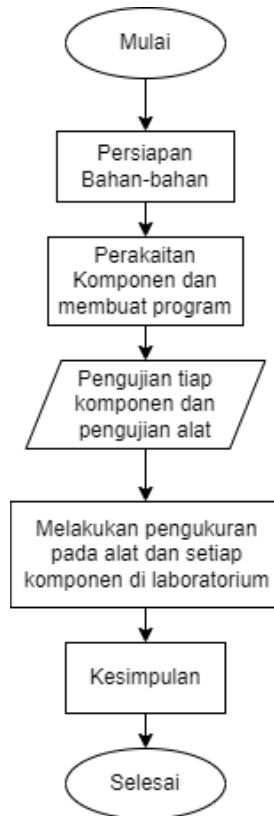 Mulai
Persiapan
Bahan-bahan
Perakaitan
Komponen dan
membuat program
Pengujian tiap
komponen dan
pengujian alat
Melakukan pengukuran
pada alat dan setiap
komponen di laboratorium
Kesimpulan
Selesai